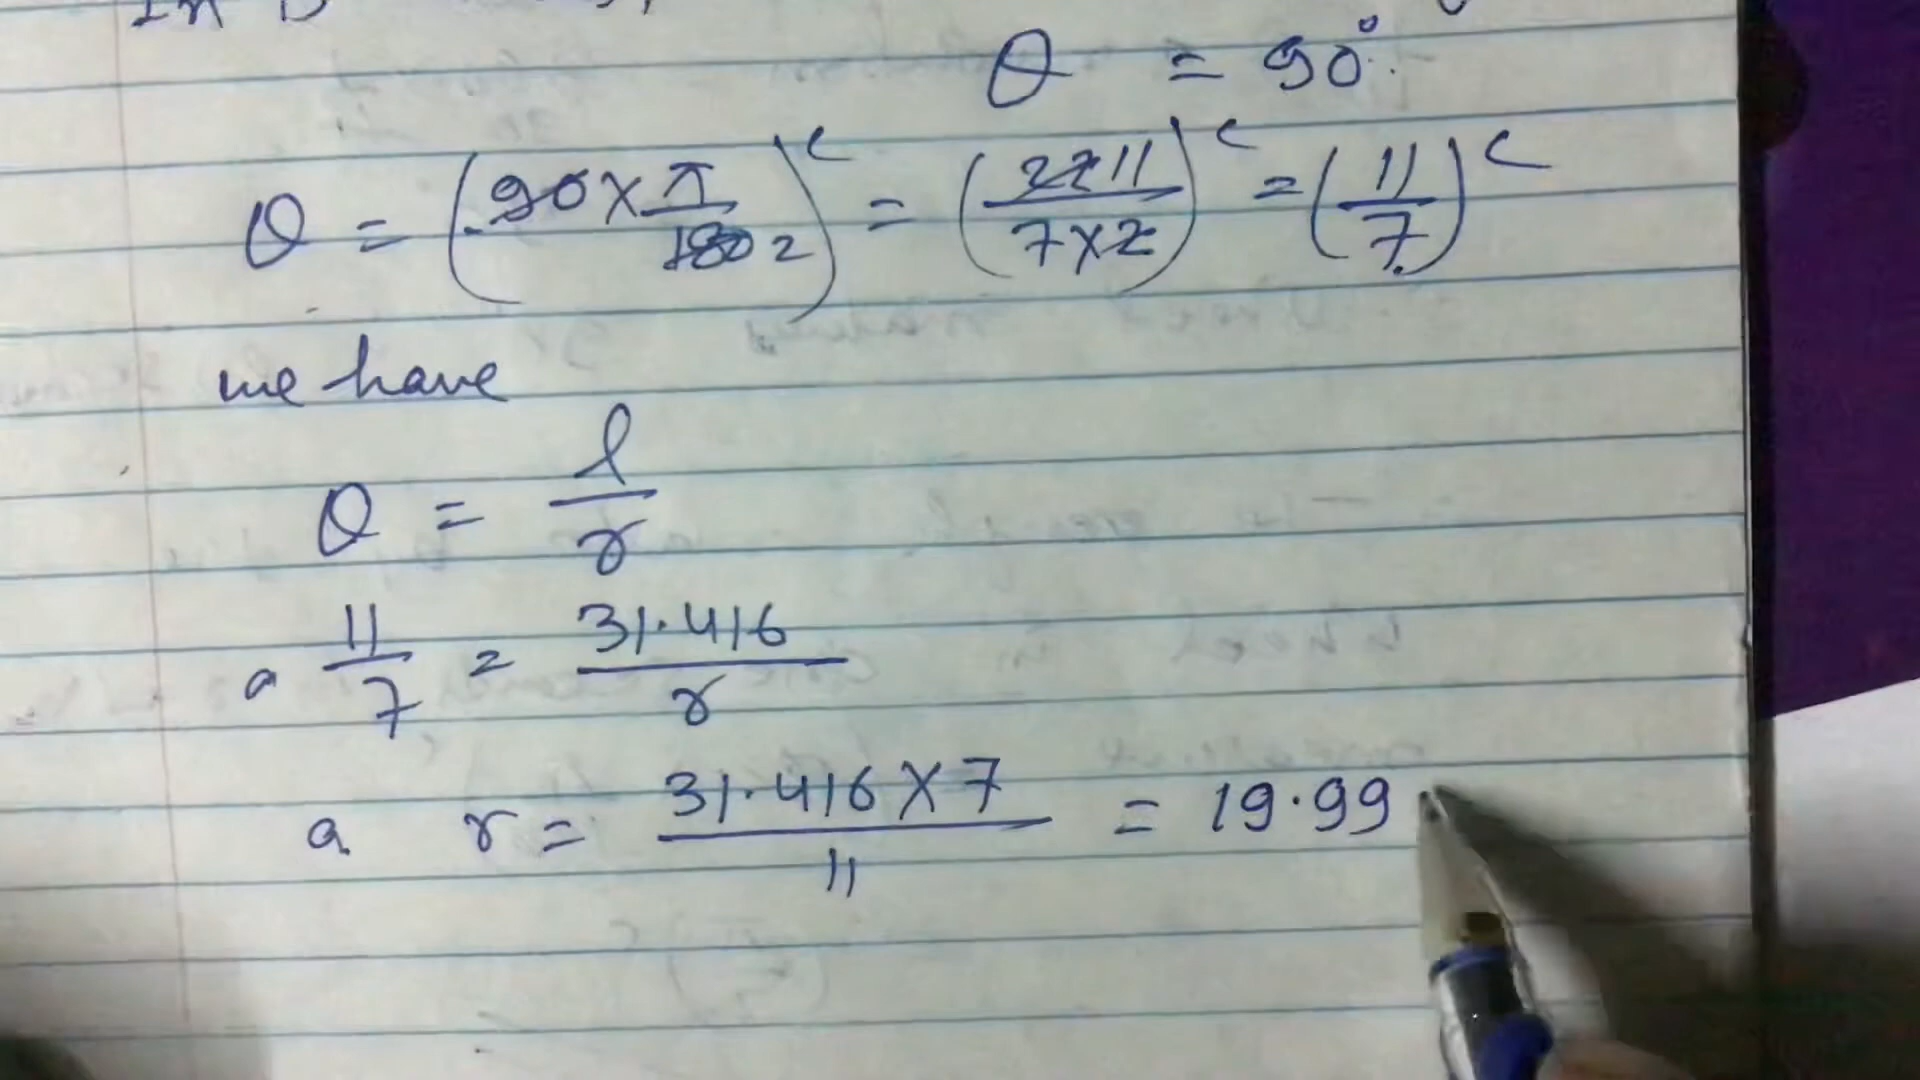 In
θ = 90°.
θ = (90 × π / 180 2)ᶜ = (22 11 / 7 × 2)ᶜ = (11 / 7)ᶜ
we have
θ = l / r
a 11 / 7 = 31.416 / r
a r = 31.416 × 7 / 11 = 19.99